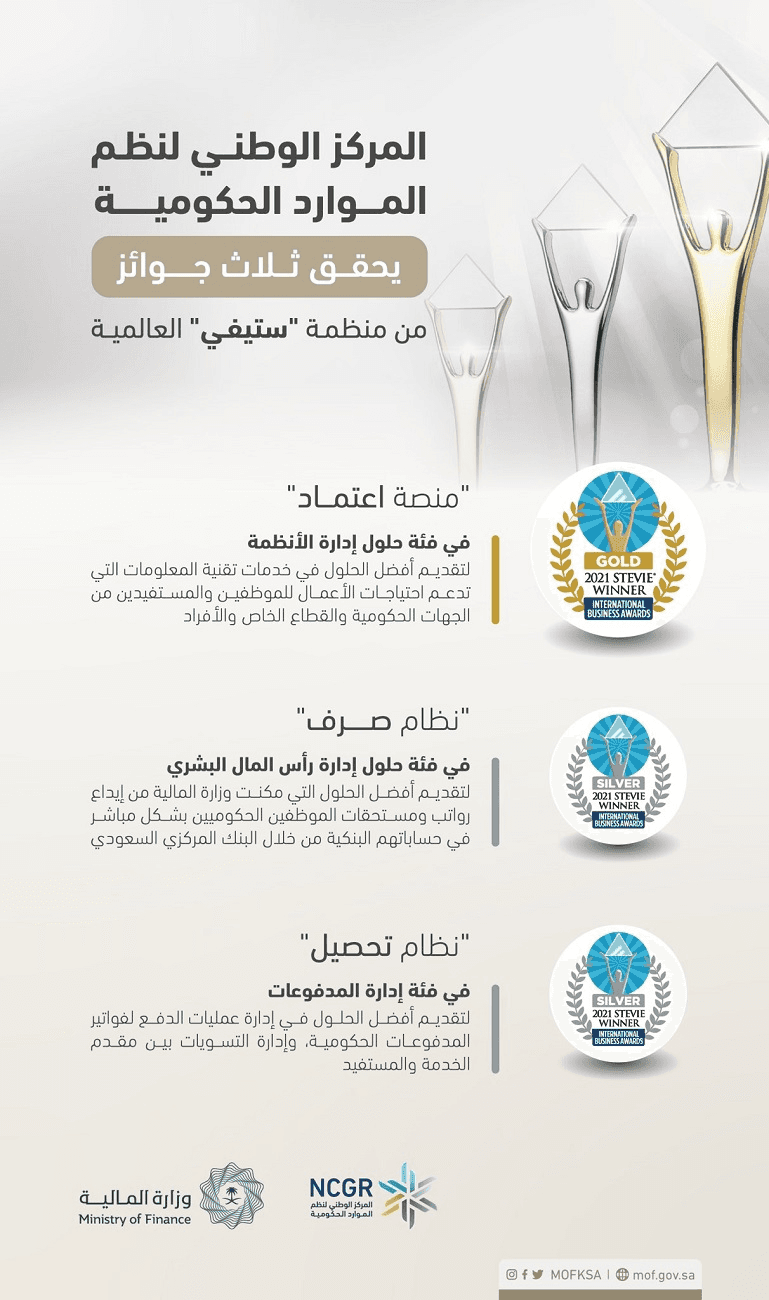 المركز الوطني لنظم
الموارد الحكومية
يحقق ثلاث جوائز
من منظمة "ستيفي" العالمية
"منصة اعتماد"
في فئة حلول إدارة الأنظمة
لتقديم أفضل الحلول في خدمات تقنية المعلومات التي
تدعم احتياجات الأعمال للموظفين والمستفيدين من
الجهات الحكومية والقطاع الخاص والأفراد
GOLD
2021 STEVIE®
WINNER
INTERNATIONAL
BUSINESS AWARDS
"نظام صرف"
في فئة حلول إدارة رأس المال البشري
لتقديم أفضل الحلول التي مكنت وزارة المالية من إيداع
رواتب ومستحقات الموظفين الحكوميين بشكل مباشر
في حساباتهم البنكية من خلال البنك المركزي السعودي
SILVER
2021 STEVIE
WINNER
INTERNATIONAL
BUSINESS AWARDS
"نظام تحصيل"
في فئة إدارة المدفوعات
لتقديم أفضل الحلول في إدارة عمليات الدفع لفواتير
المدفوعات الحكومية، وإدارة التسويات بين مقدم
الخدمة والمستفيد
SILVER
2021 STEVIE
WINNER
INTERNATIONAL
BUSINESS AWARDS
NCGR
المركز الوطني لنظم
الموارد الحكومية
وزارة المالية
Ministry of Finance
MOFKSA | mof.gov.sa